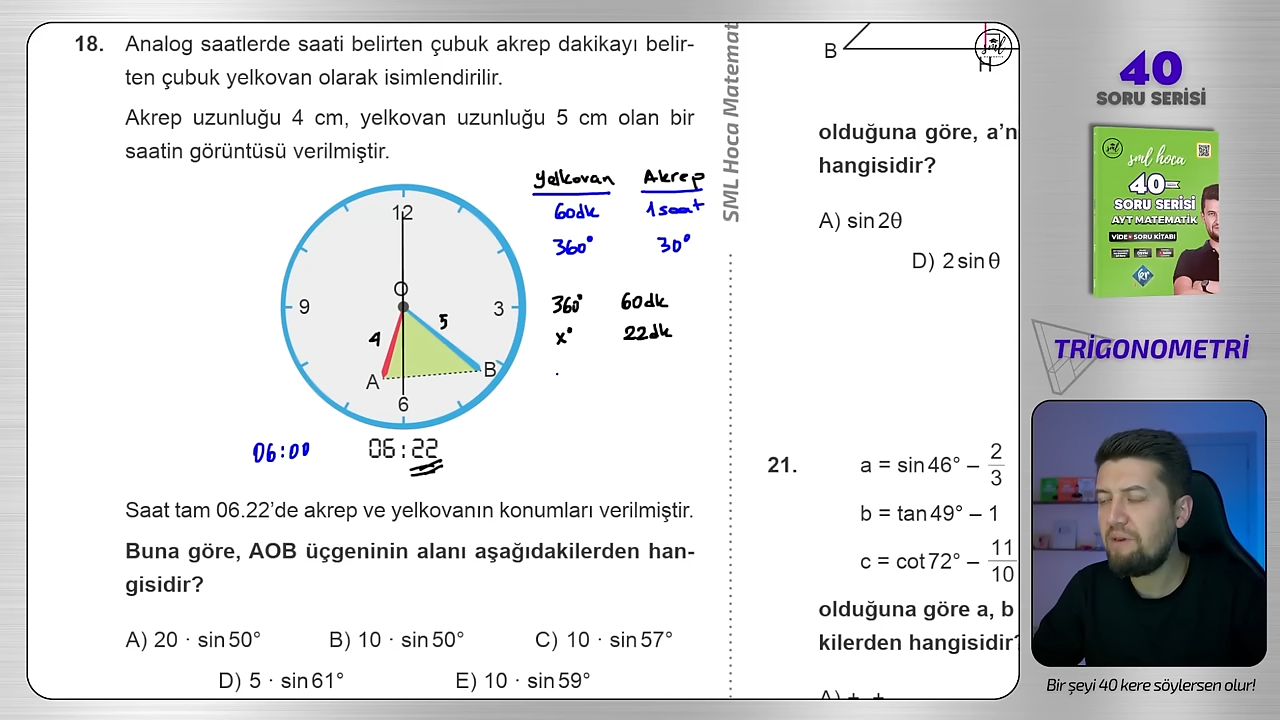 18. Analog saatlerde saati belirten çubuk akrep dakikayı belir-
ten çubuk yelkovan olarak isimlendirilir.
Akrep uzunluğu 4 cm, yelkovan uzunluğu 5 cm olan bir
saatin görüntüsü verilmiştir.
12
O
9
3
4
5
A
B
6
06:00
06:22
Yelkovan Akrep
60dk 1 saat
360° 30°
360° 60dk
x° 22dk
Saat tam 06.22'de akrep ve yelkovanın konumları verilmiştir.
Buna göre, AOB üçgeninin alanı aşağıdakilerden han-
gisidir?
A) 20 · sin50° B) 10 · sin50° C) 10 · sin57°
D) 5 · sin61° E) 10 · sin59°
SML Hoca Matemat
B
H
sml
olduğuna göre, a'n
hangisidir?
A) sin2θ
D) 2sinθ
21. a = sin46° – 2/3
b = tan49° – 1
c = cot72° – 11/10
olduğuna göre a, b
kilerden hangisidir?
A) + +
40
SORU SERİSİ
sml hoca
40
SORU SERİSİ
AYT MATEMATİK
VİDEO SORU KİTABI
TRİGONOMETRİ
Bir şeyi 40 kere söylersen olur!